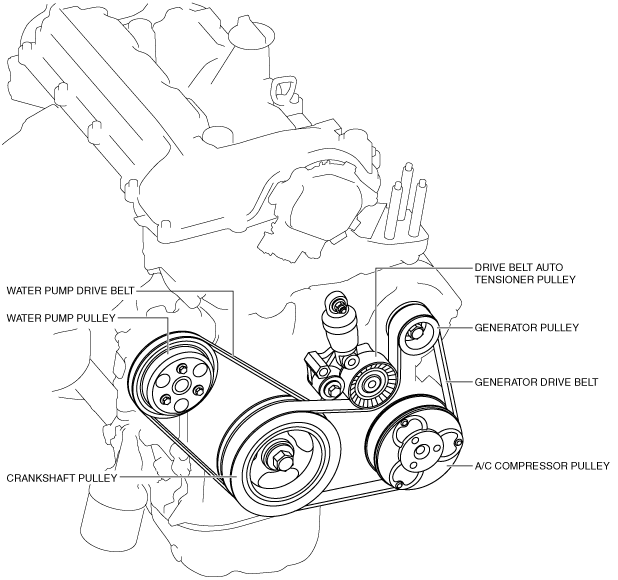 DRIVE BELT AUTO
TENSIONER PULLEY
WATER PUMP DRIVE BELT
WATER PUMP PULLEY
GENERATOR PULLEY
GENERATOR DRIVE BELT
A/C COMPRESSOR PULLEY
CRANKSHAFT PULLEY